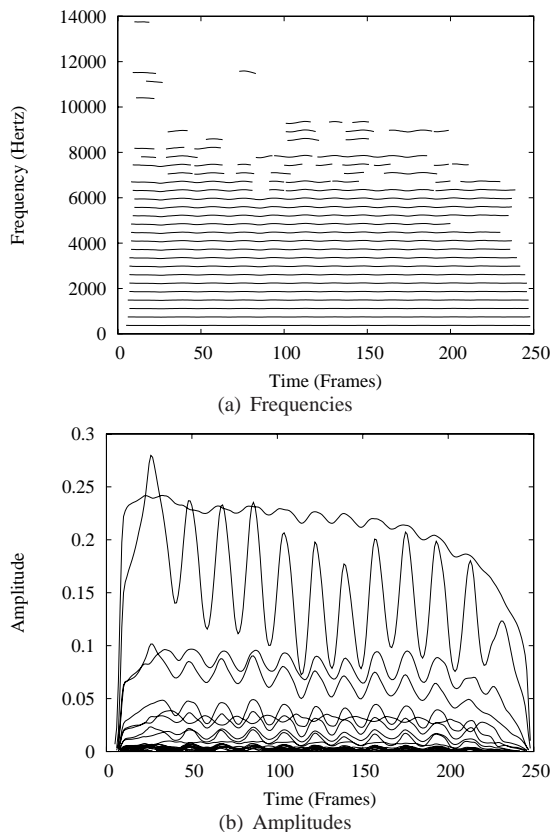 14000
12000
10000
8000
6000
4000
2000
0
Frequency (Hertz)
0 50 100 150 200 250
Time (Frames)
(a) Frequencies
0.3
0.25
0.2
0.15
0.1
0.05
0
Amplitude
0 50 100 150 200 250
Time (Frames)
(b) Amplitudes